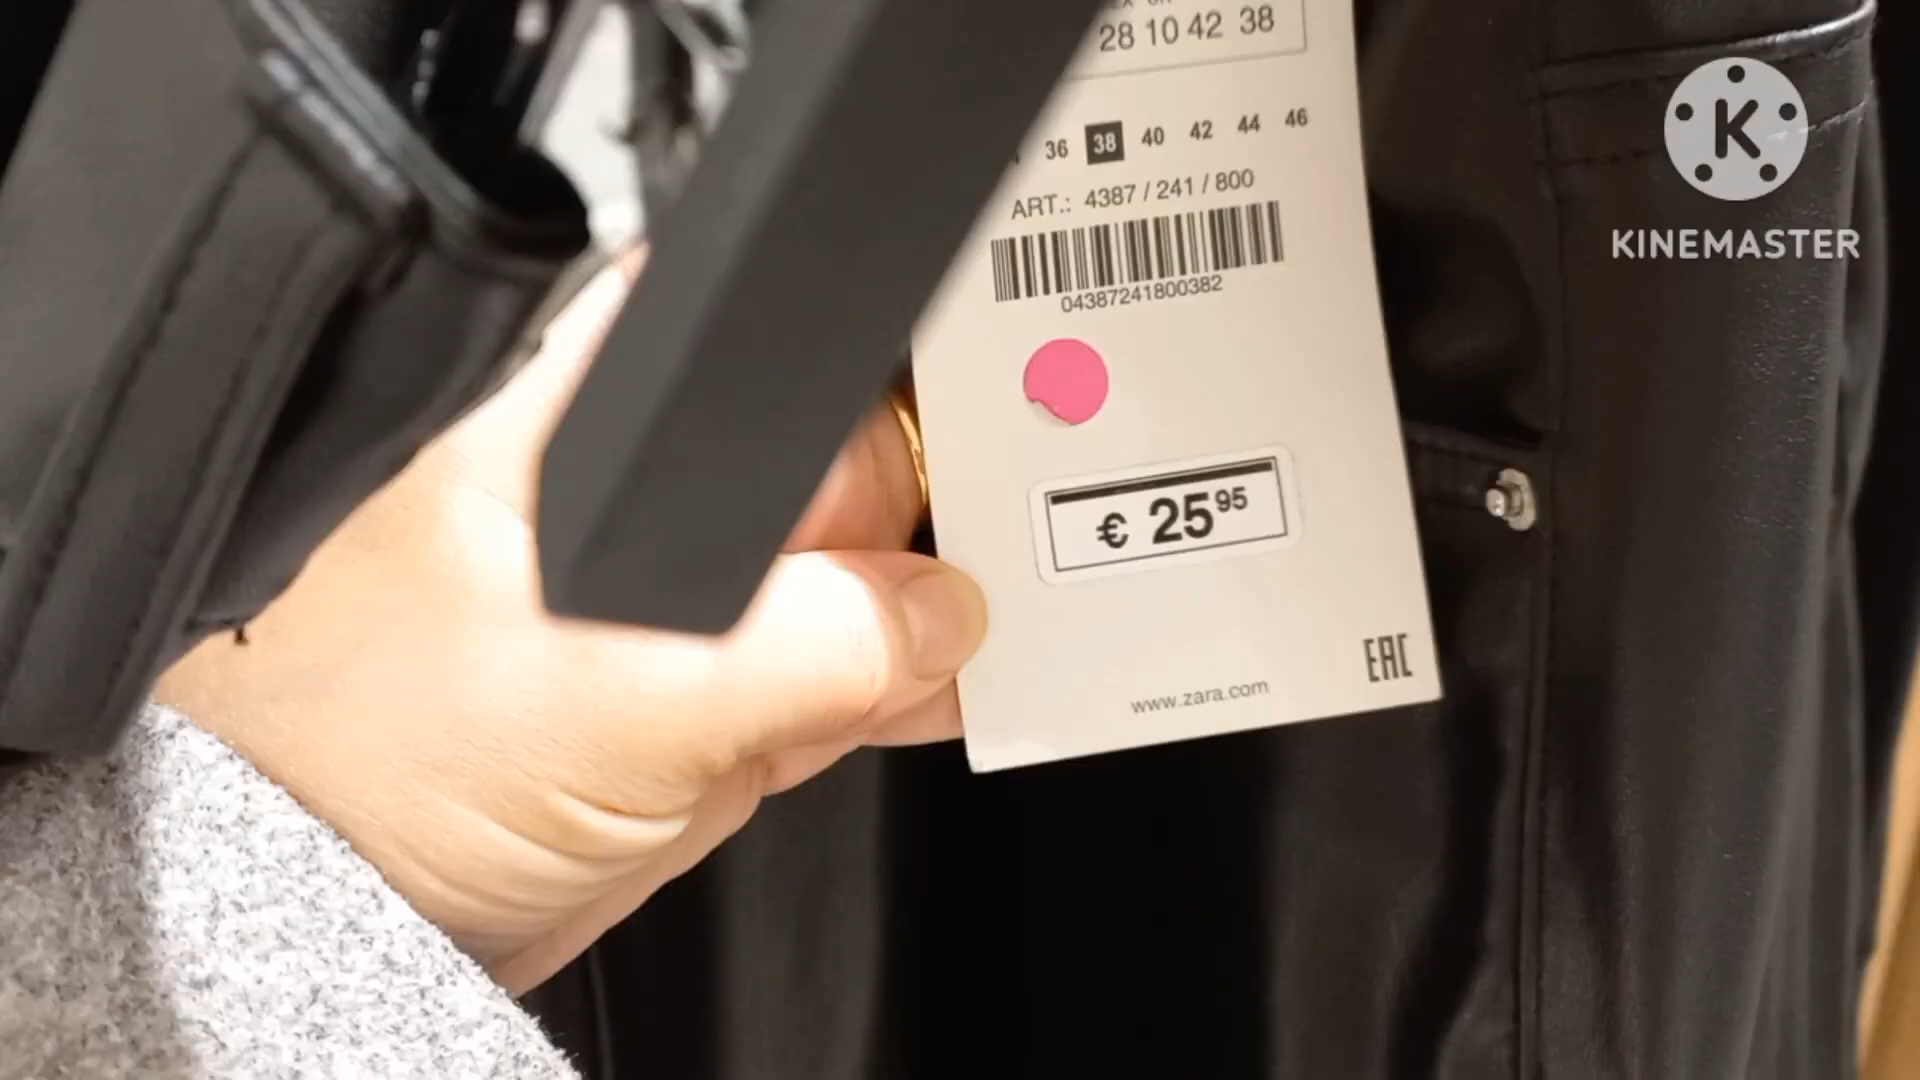 28 10 42 38
36 38 40 42 44 46
ART.: 4387 / 241 / 800
04387241800382
€ 25 95
www.zara.com
EAC
K
KINEMASTER